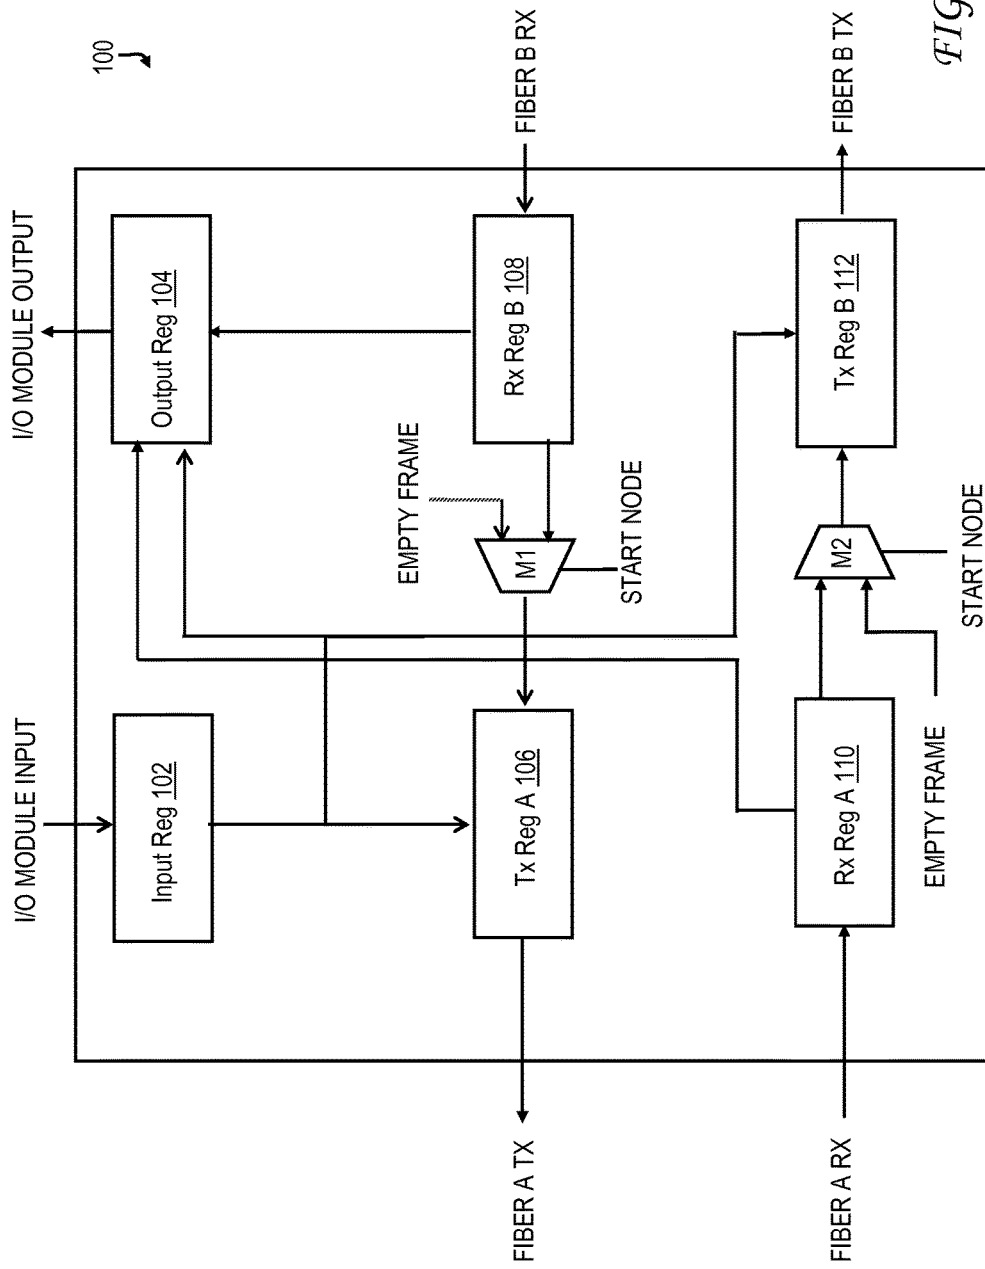 100
I/O MODULE INPUT
I/O MODULE OUTPUT
Input Reg 102
Output Reg 104
EMPTY FRAME
FIBER A TX
Tx Reg A 106
M1
Rx Reg B 108
FIBER B RX
START NODE
FIBER A RX
Rx Reg A 110
M2
Tx Reg B 112
FIBER B TX
EMPTY FRAME
START NODE
FIG